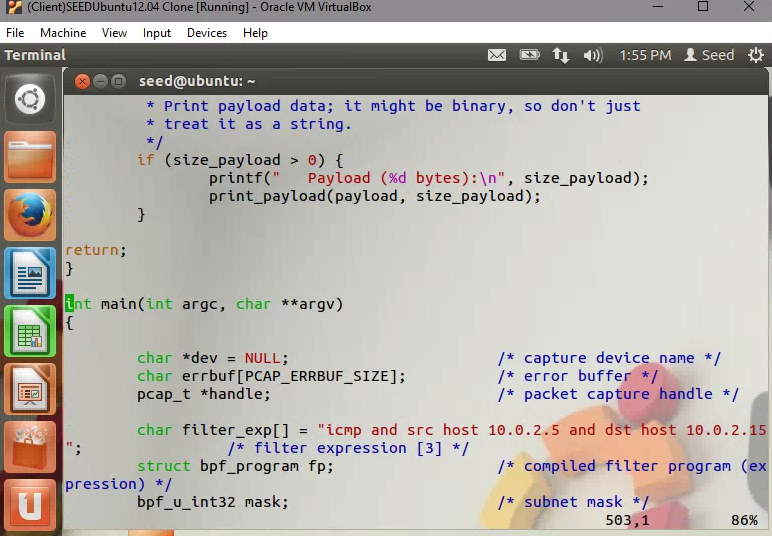 (Client)SEEDUbuntu12.04 Clone [Running] - Oracle VM VirtualBox
File Machine View Input Devices Help
Terminal 1:55 PM Seed
seed@ubuntu: ~
* Print payload data; it might be binary, so don't just
* treat it as a string.
*/
if (size_payload > 0) {
printf("   Payload (%d bytes):\n", size_payload);
print_payload(payload, size_payload);
}
return;
}
int main(int argc, char **argv)
{
char *dev = NULL; /* capture device name */
char errbuf[PCAP_ERRBUF_SIZE]; /* error buffer */
pcap_t *handle; /* packet capture handle */
char filter_exp[] = "icmp and src host 10.0.2.5 and dst host 10.0.2.15
"; /* filter expression [3] */
struct bpf_program fp; /* compiled filter program (ex
pression) */
bpf_u_int32 mask; /* subnet mask */
503,1 86%